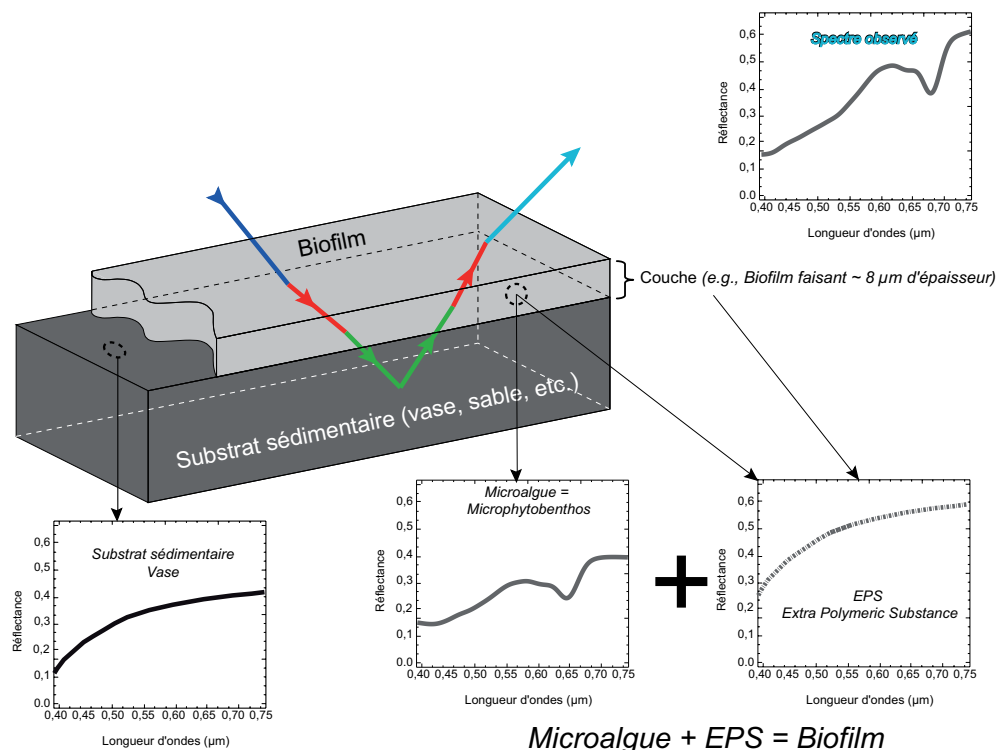 Spectre observé
Réflectance
0,6
0,5
0,4
0,3
0,2
0,1
0.0
0,40 0,45 0,50 0,55 0,60 0,65 0,70 0,75
Longueur d'ondes (µm)
Biofilm
Couche (e.g., Biofilm faisant ~ 8 µm d'épaisseur)
Substrat sédimentaire (vase, sable, etc.)
Substrat sédimentaire
Vase
Réflectance
0,6
0,5
0,4
0,3
0,2
0,1
0.0
0,40 0,45 0,50 0,55 0,60 0,65 0,70 0,75
Longueur d'ondes (µm)
Microalgue =
Microphytobenthos
Réflectance
0,6
0,5
0,4
0,3
0,2
0,1
0.0
0,40 0,45 0,50 0,55 0,60 0,65 0,70 0,75
Longueur d'ondes (µm)
+
EPS
Extra Polymeric Substance
Réflectance
0,6
0,5
0,4
0,3
0,2
0,1
0.0
0,40 0,45 0,50 0,55 0,60 0,65 0,70 0,75
Longueur d'ondes (µm)
Microalgue + EPS = Biofilm